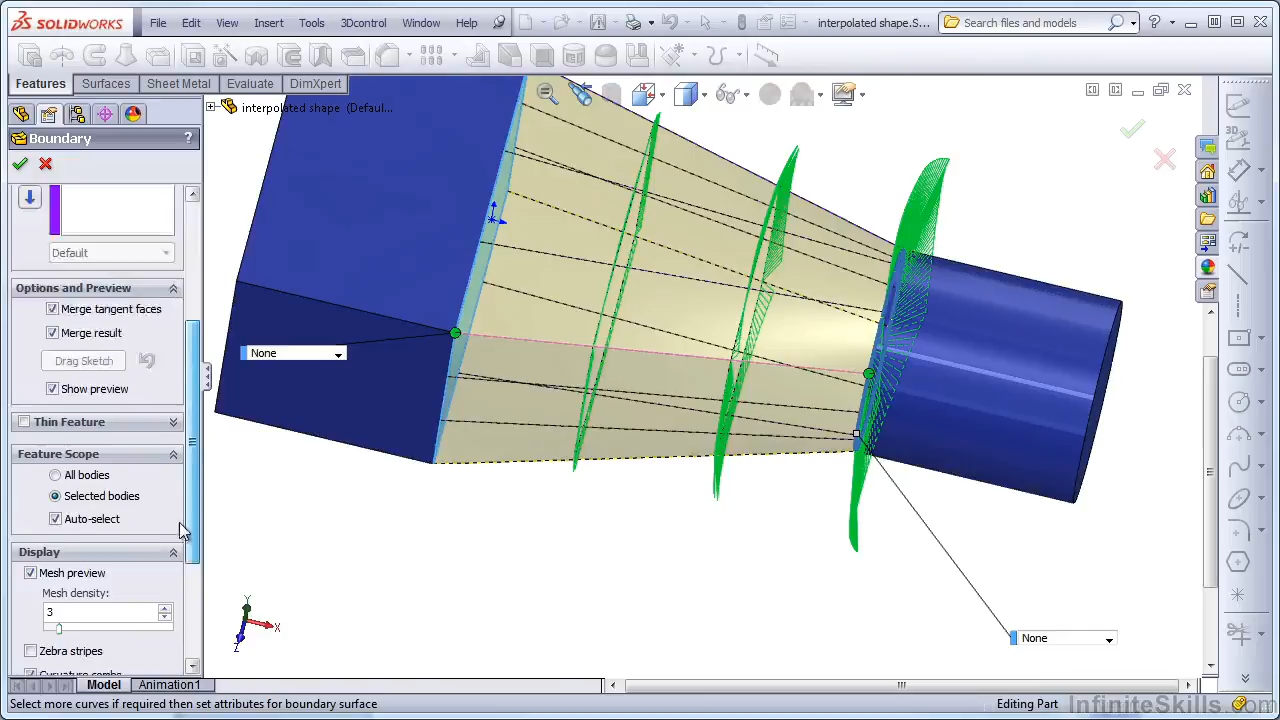 SOLIDWORKS File Edit View Insert Tools 3Dcontrol Window Help interpolated shape.S... Search files and models ?
Features Surfaces Sheet Metal Evaluate DimXpert
interpolated shape (Defaul...
Boundary ?
Default
Options and Preview
Merge tangent faces
Merge result
Drag Sketch
Show preview
Thin Feature
Feature Scope
All bodies
Selected bodies
Auto-select
Display
Mesh preview
Mesh density:
3
Zebra stripes
Curvature combs
None
None
Y
X
Z
3D
Model Animation1
Select more curves if required then set attributes for boundary surface Editing Part
InfiniteSkills.com